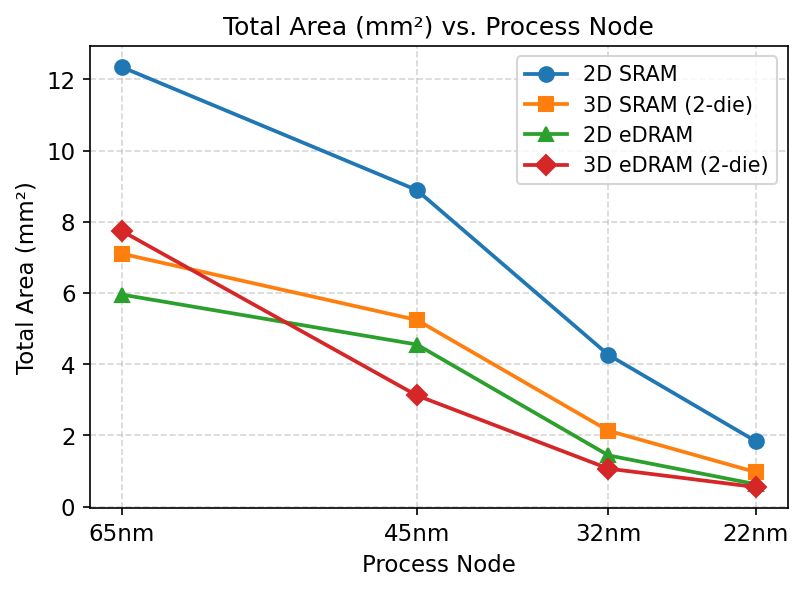 Total Area (mm²) vs. Process Node
2D SRAM
3D SRAM (2-die)
2D eDRAM
3D eDRAM (2-die)
Total Area (mm²)
12
10
8
6
4
2
0
65nm 45nm 32nm 22nm
Process Node